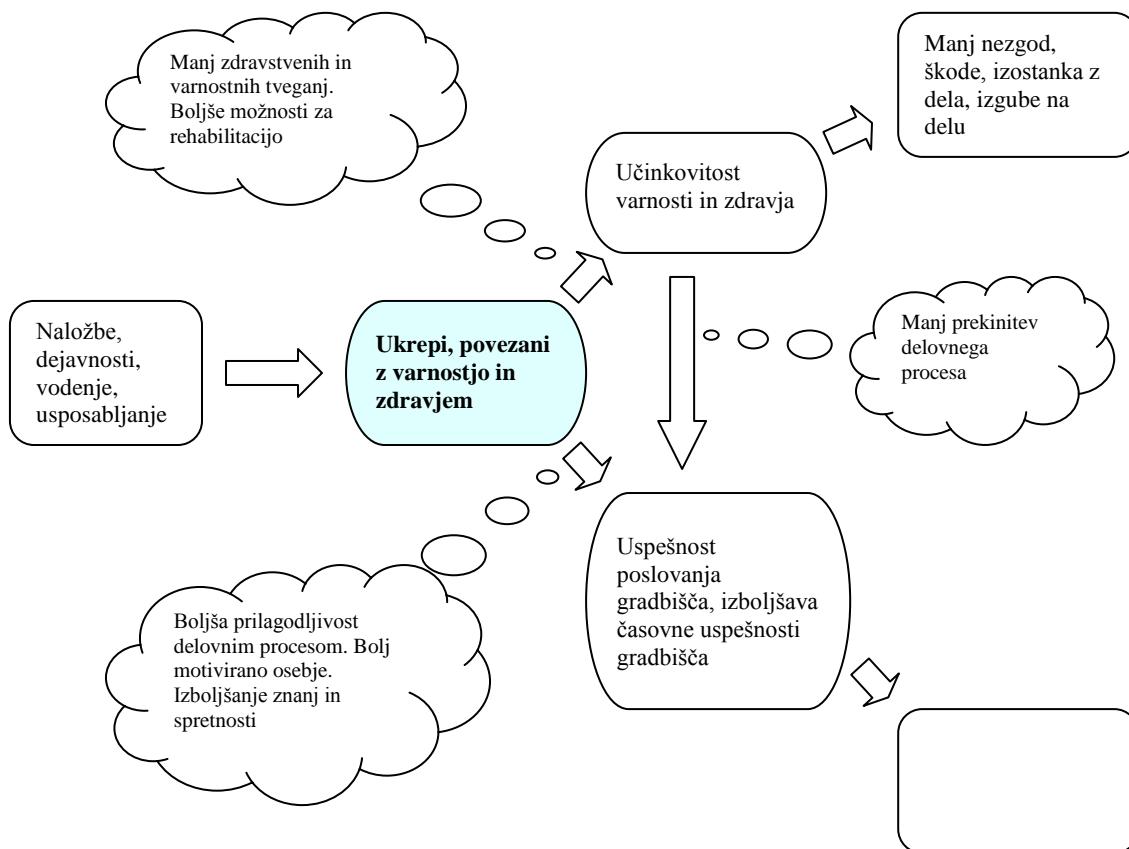 Manj zdravstvenih in
varnostnih tveganj.
Boljše možnosti za
rehabilitacijo
Manj nezgod,
škode, izostanka z
dela, izgube na
delu
Učinkovitost
varnosti in zdravja
Naložbe,
dejavnosti,
vodenje,
usposabljanje
Ukrepi, povezani
z varnostjo in
zdravjem
Manj prekinitev
delovnega
procesa
Uspešnost
poslovanja
gradbišča, izboljšava
časovne uspešnosti
gradbišča
Boljša prilagodljivost
delovnim procesom. Bolj
motivirano osebje.
Izboljšanje znanj in
spretnosti